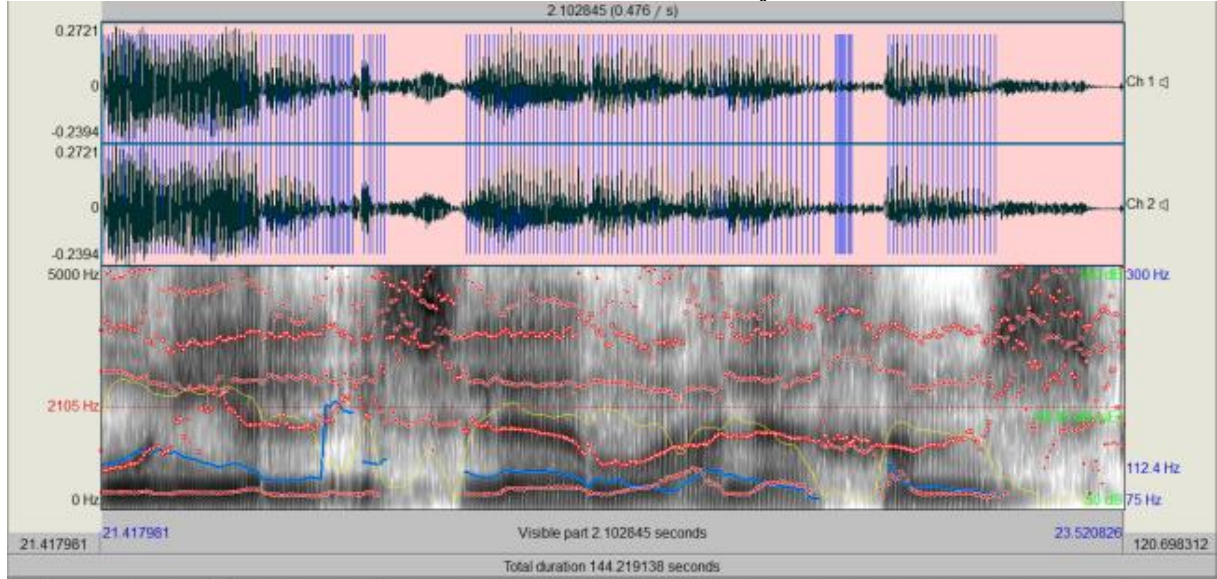 2.102845 (0.476 / s)
0.2721
0
-0.2394
Ch 1
0.2721
0
-0.2394
Ch 2
5000 Hz
300 Hz
2105 Hz
112.4 Hz
0 Hz
50 dB 75 Hz
21.417981 Visible part 2.102845 seconds 23.520826
21.417981 120.698312
Total duration 144.219138 seconds